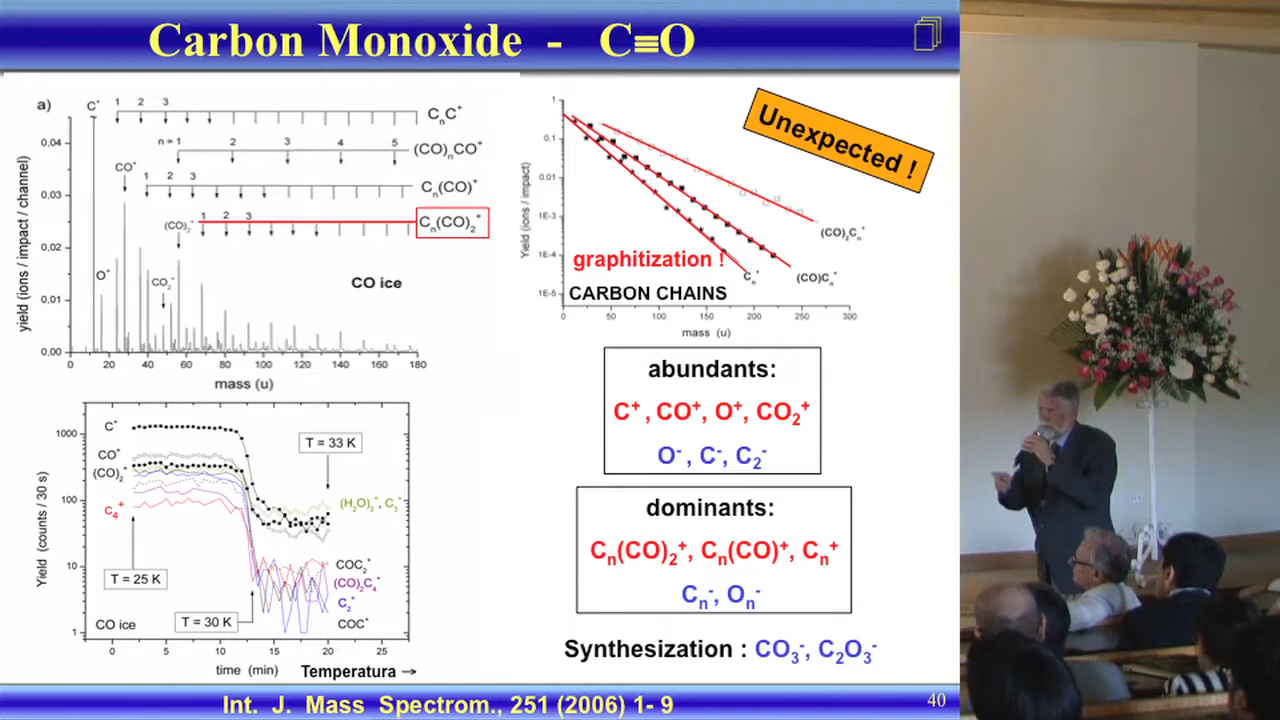 Carbon Monoxide - C≡O
a)
C⁺
1 2 3
CₙC⁺
n = 1 2 3 4 5
(CO)ₙCO⁺
CO⁺
1 2 3
Cₙ(CO)⁺
(CO)₂⁺
1 2 3
Cₙ(CO)₂⁺
O⁺
CO₂⁺
CO ice
yield (ions / impact / channel)
0.04
0.03
0.02
0.01
0.00
0 20 40 60 80 100 120 140 160 180
mass (u)
Unexpected !
Yield (ions / impact)
1
0.1
0.01
1E-3
1E-4
1E-5
(CO)₂Cₙ⁺
graphitization !
Cₙ⁺
(CO)Cₙ⁺
CARBON CHAINS
0 50 100 150 200 250 300
mass (u)
abundants:
C⁺ , CO⁺, O⁺, CO₂⁺
O⁻ , C⁻, C₂⁻
dominants:
Cₙ(CO)₂⁺, Cₙ(CO)⁺, Cₙ⁺
Cₙ⁻, Oₙ⁻
Synthesization : CO₃⁻, C₂O₃⁻
Yield (counts / 30 s)
1000
100
10
1
C⁺
CO⁺
(CO)₂⁺
C₄⁺
T = 33 K
(H₂O)₂⁺, C₃⁺
T = 25 K
COC₂⁺
(CO)₂C₄⁺
C₂⁺
COC⁺
T = 30 K
CO ice
0 5 10 15 20 25
time (min)
Temperatura →
Int. J. Mass Spectrom., 251 (2006) 1- 9
40